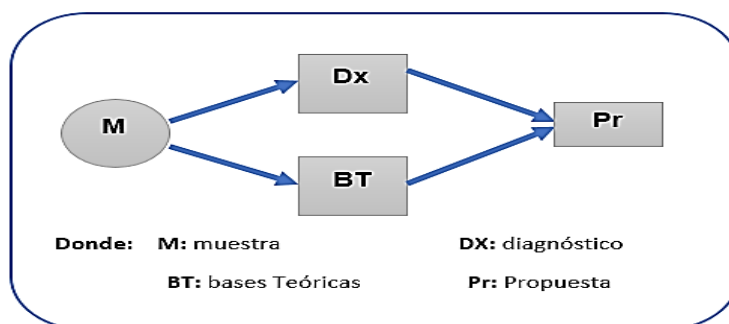 Dx
M
Pr
BT
Donde: M: muestra DX: diagnóstico
BT: bases Teóricas Pr: Propuesta